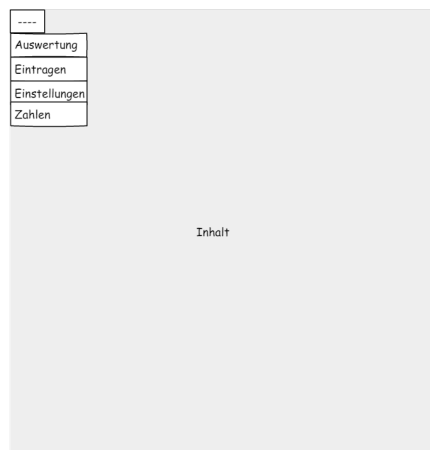 ----
Auswertung
Eintragen
Einstellungen
Zahlen
Inhalt